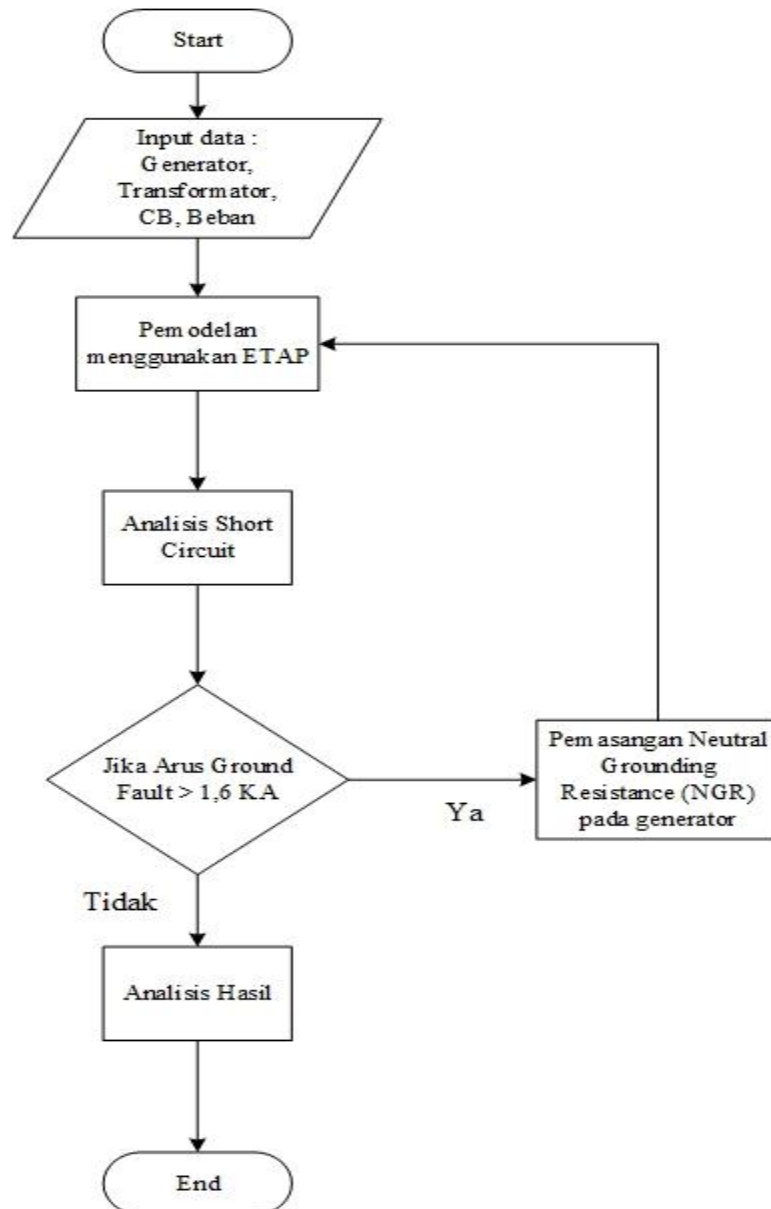 Start
Input data :
Generator,
Transformator,
CB, Beban
Pemodelan
menggunakan ETAP
Analisis Short
Circuit
Jika Arus Ground
Fault > 1,6 KA
Ya
Pemasangan Neutral
Grounding
Resistance (NGR)
pada generator
Tidak
Analisis Hasil
End